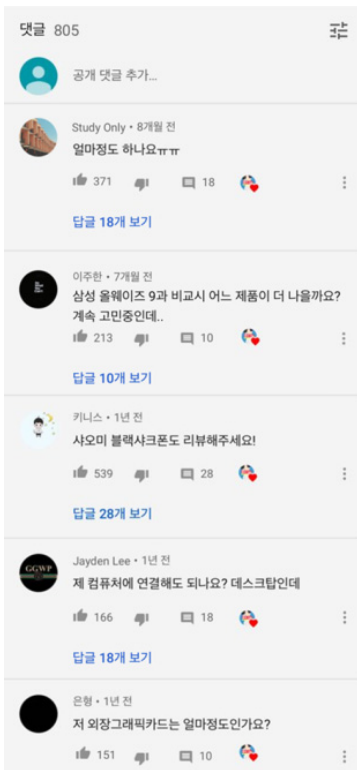 댓글 805
공개 댓글 추가...
Study Only • 8개월 전
얼마정도 하나요ㅠㅠ
371 18
답글 18개 보기
이주한 • 7개월 전
삼성 올웨이즈 9과 비교시 어느 제품이 더 나을까요?
계속 고민중인데..
213 10
답글 10개 보기
키니스 • 1년 전
샤오미 블랙샤크폰도 리뷰해주세요!
539 28
답글 28개 보기
GGWP
Jayden Lee • 1년 전
제 컴퓨처에 연결해도 되나요? 데스크탑인데
166 18
답글 18개 보기
은형 • 1년 전
저 외장그래픽카드는 얼마정도인가요?
151 10